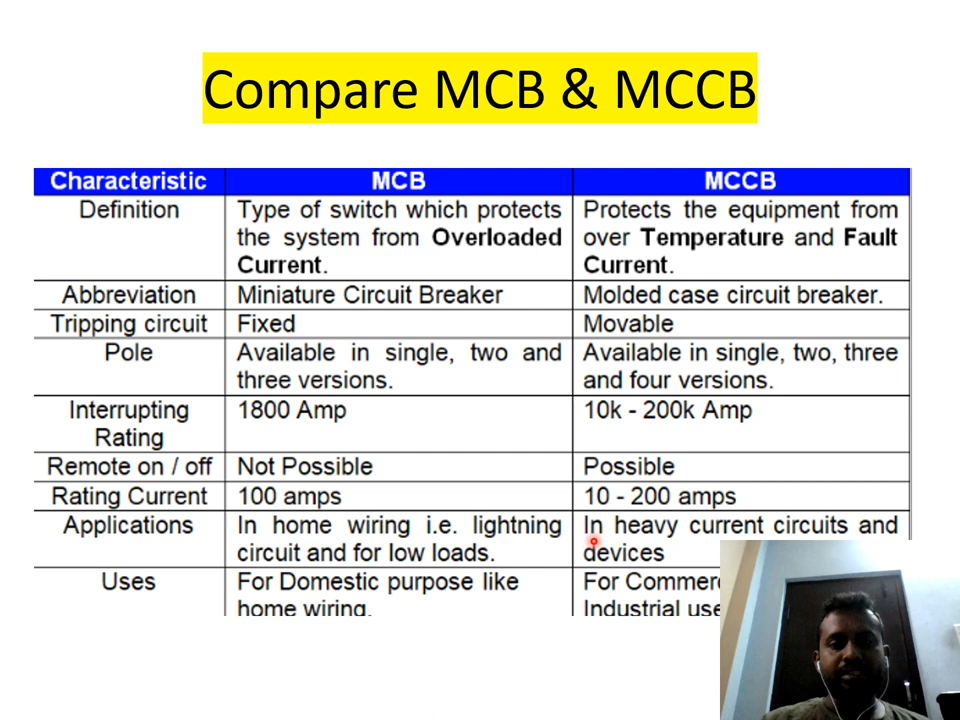 Compare MCB & MCCB
Characteristic MCB MCCB
Definition Type of switch which protects the system from Overloaded Current. Protects the equipment from over Temperature and Fault Current.
Abbreviation Miniature Circuit Breaker Molded case circuit breaker.
Tripping circuit Fixed Movable
Pole Available in single, two and three versions. Available in single, two, three and four versions.
Interrupting Rating 1800 Amp 10k - 200k Amp
Remote on / off Not Possible Possible
Rating Current 100 amps 10 - 200 amps
Applications In home wiring i.e. lightning circuit and for low loads. In heavy current circuits and devices
Uses For Domestic purpose like home wiring. For Industrial use